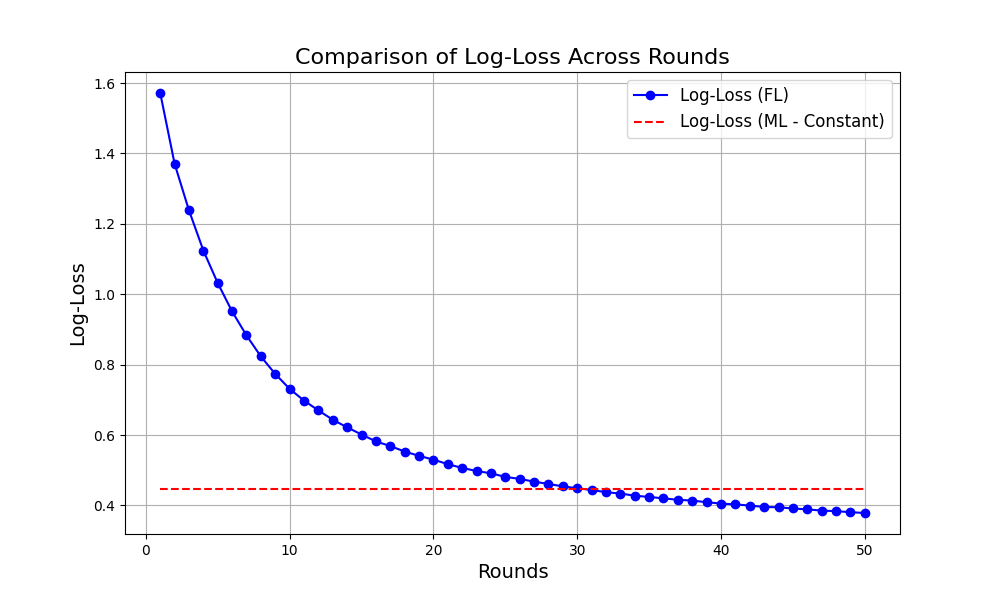 Comparison of Log-Loss Across Rounds
Log-Loss (FL)
Log-Loss (ML - Constant)
Log-Loss
1.6
1.4
1.2
1.0
0.8
0.6
0.4
0 10 20 30 40 50
Rounds